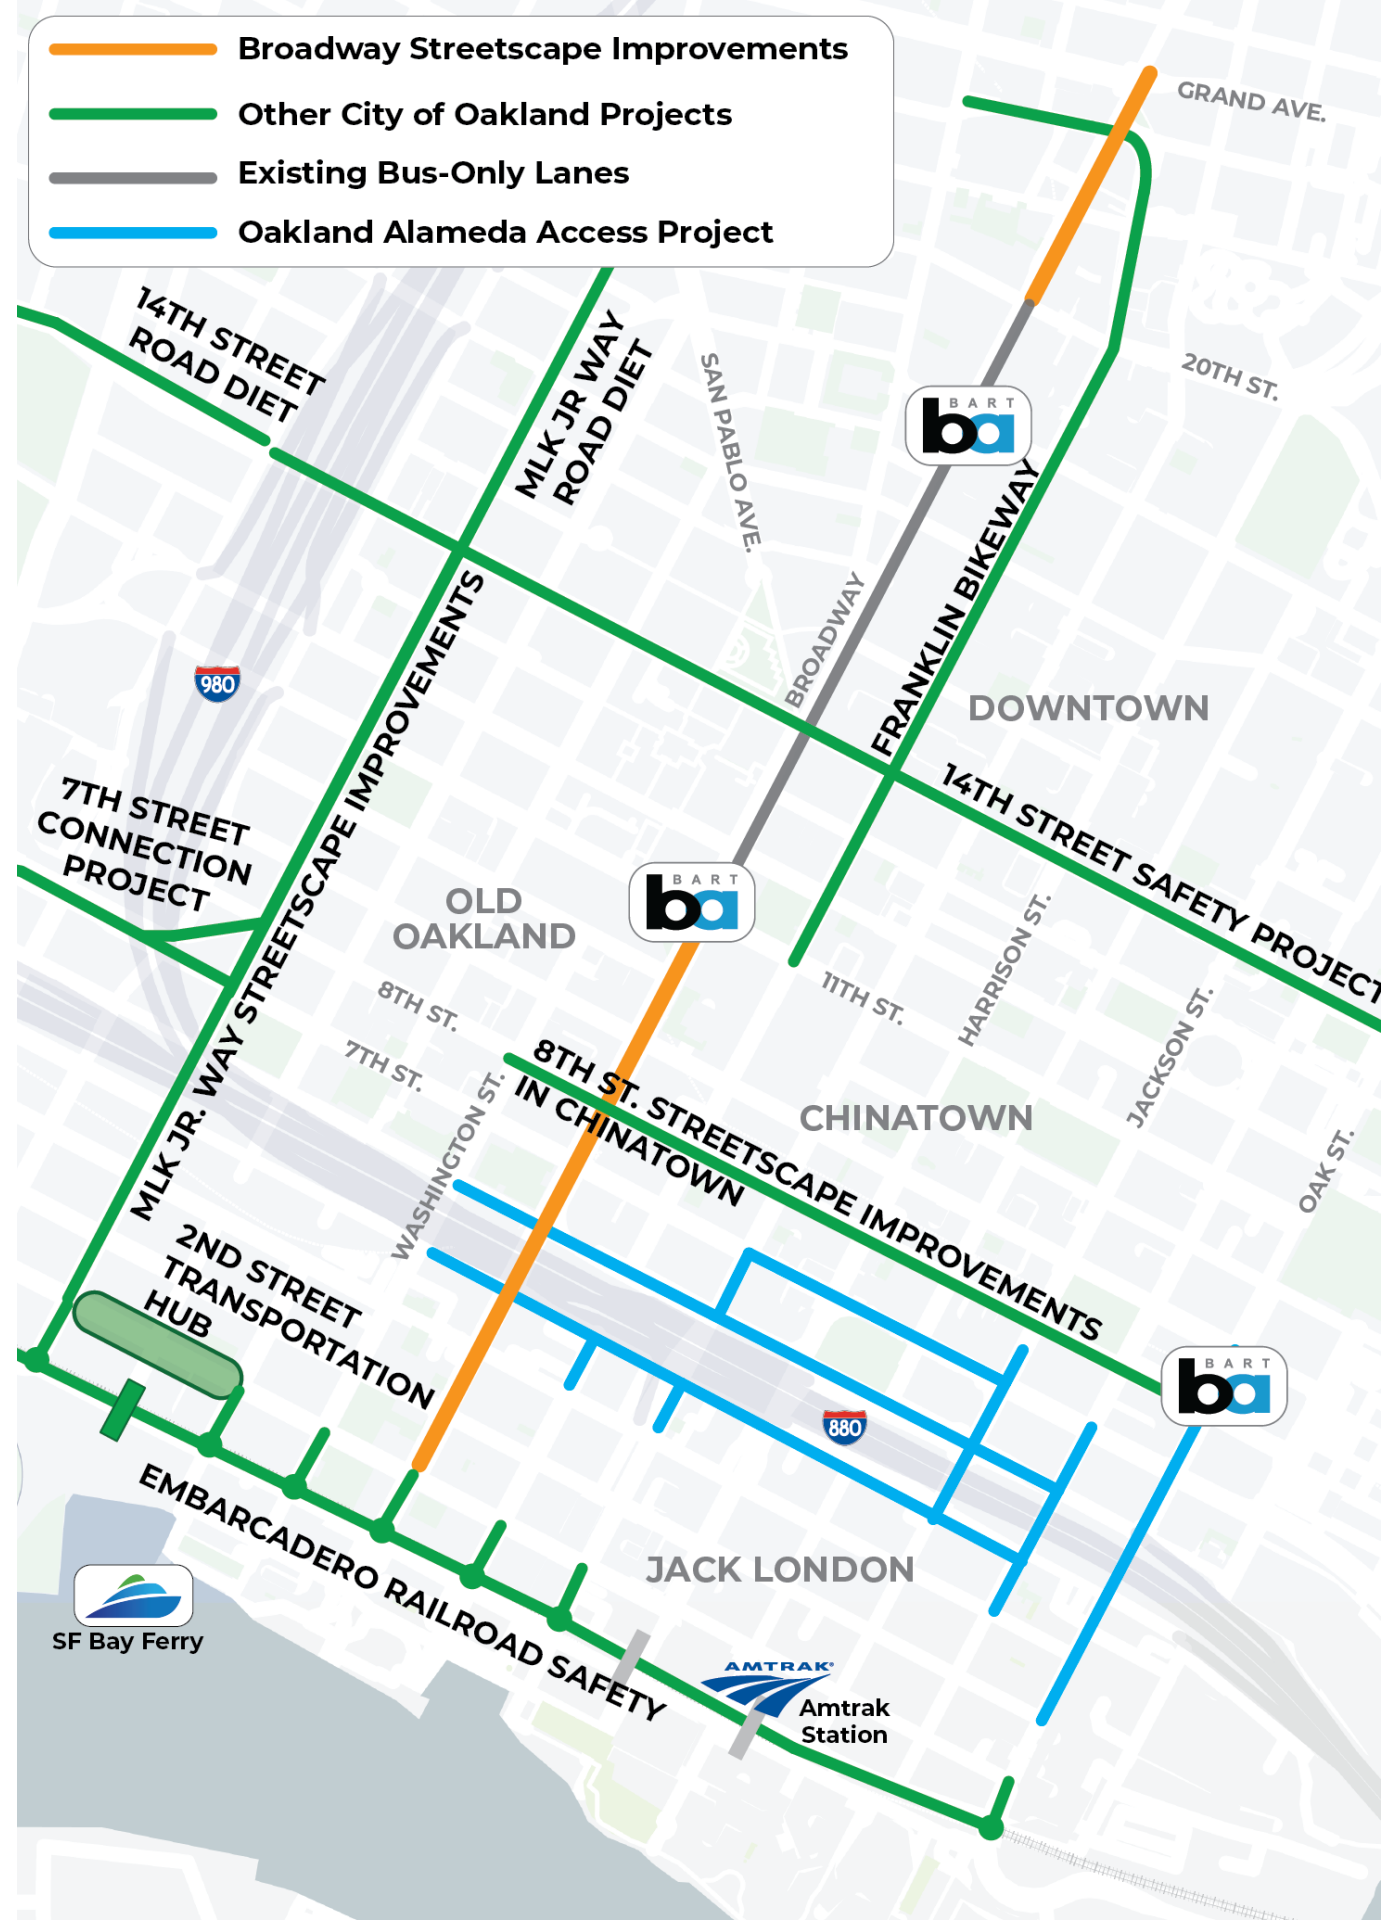 Broadway Streetscape Improvements
Other City of Oakland Projects
Existing Bus-Only Lanes
Oakland Alameda Access Project
GRAND AVE.
14TH STREET
ROAD DIET
MLK JR WAY
ROAD DIET
SAN PABLO AVE.
20TH ST.
BART
ba
BROADWAY
FRANKLIN BIKEWAY
980
DOWNTOWN
MLK JR. WAY STREETSCAPE IMPROVEMENTS
7TH STREET
CONNECTION
PROJECT
14TH STREET SAFETY PROJECT
BART
ba
OLD
OAKLAND
8TH ST.
7TH ST.
11TH ST.
HARRISON ST.
JACKSON ST.
OAK ST.
WASHINGTON ST.
8TH ST. STREETSCAPE IMPROVEMENTS
IN CHINATOWN
CHINATOWN
2ND STREET
TRANSPORTATION
HUB
BART
ba
880
EMBARCADERO RAILROAD SAFETY
JACK LONDON
SF Bay Ferry
AMTRAK®
Amtrak
Station